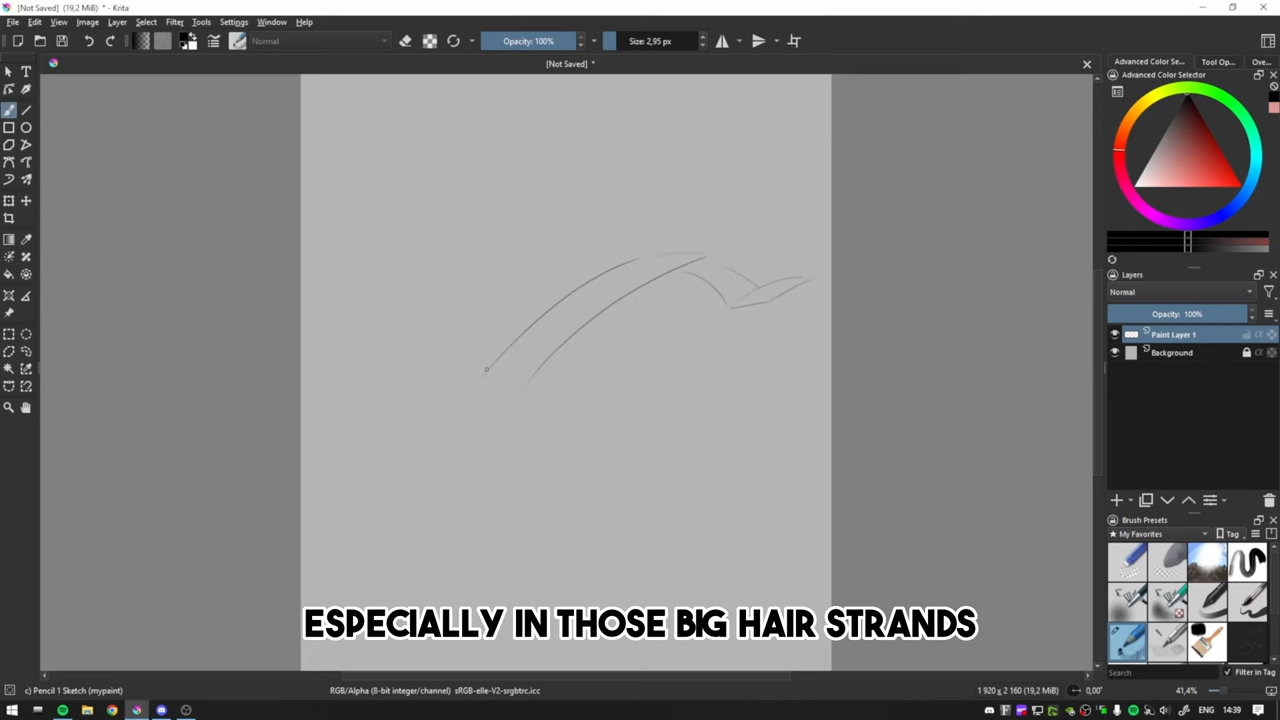 [Not Saved] (19,2 MiB) * - Krita
File Edit View Image Layer Select Filter Tools Settings Window Help
Normal
Opacity: 100%
Size: 2,95 px
[Not Saved] *
Advanced Color Se...
Tool Op...
Ove...
Advanced Color Selector
Layers
Normal
Opacity: 100%
Paint Layer 1
Background
Brush Presets
My Favorites
Tag
Search
Filter in Tag
ESPECIALLY IN THOSE BIG HAIR STRANDS
c) Pencil 1 Sketch (mypaint)
RGB/Alpha (8-bit integer/channel) sRGB-elle-V2-srgbtrc.icc
1 920 x 2 160 (19,2 MiB)
0,00°
41,4%
ENG
14:39